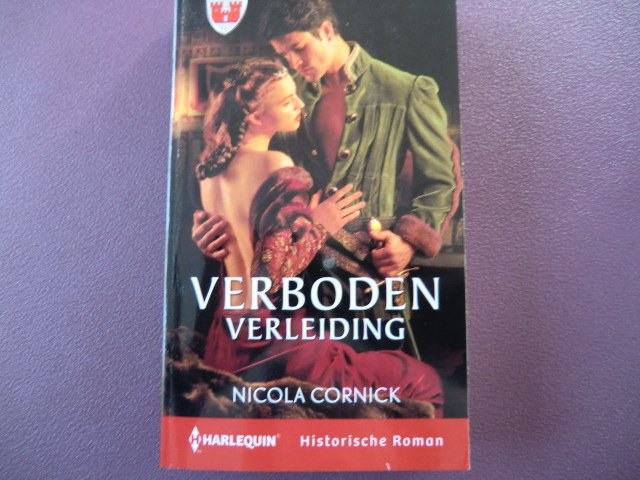 VERBODEN
VERLEIDING
NICOLA CORNICK
HARLEQUIN® Historische Roman